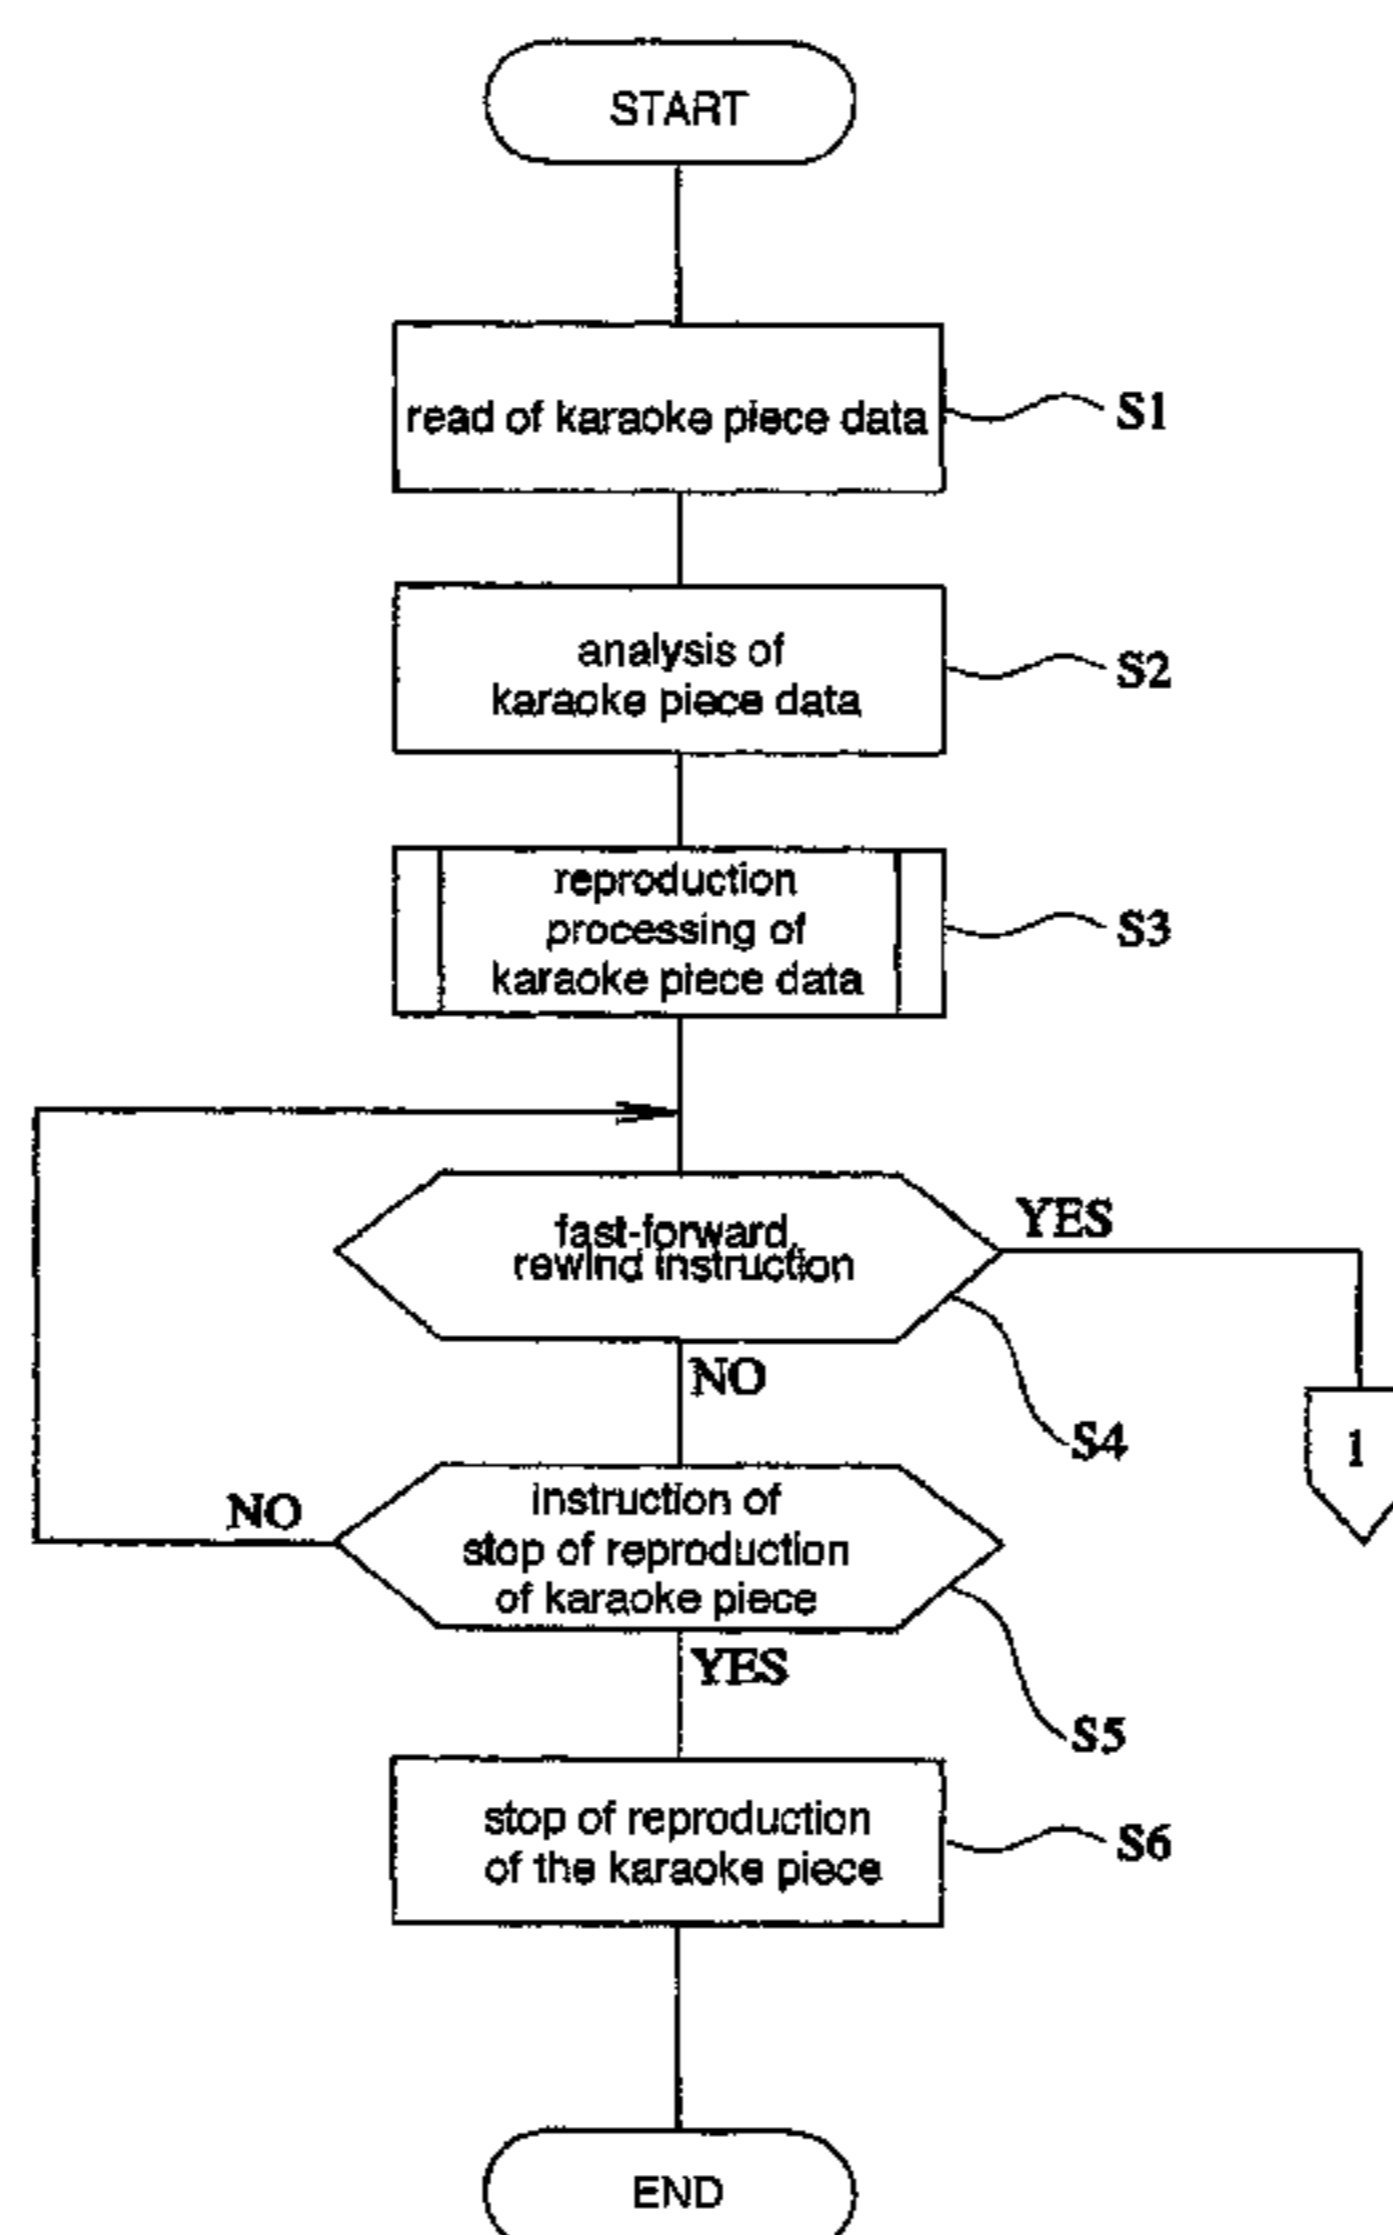 START
read of karaoke piece data
S1
analysis of
karaoke piece data
S2
reproduction
processing of
karaoke piece data
S3
fast-forward,
rewind instruction
YES
S4
NO
1
instruction of
stop of reproduction
of karaoke piece
NO
S5
YES
stop of reproduction
of the karaoke piece
S6
END